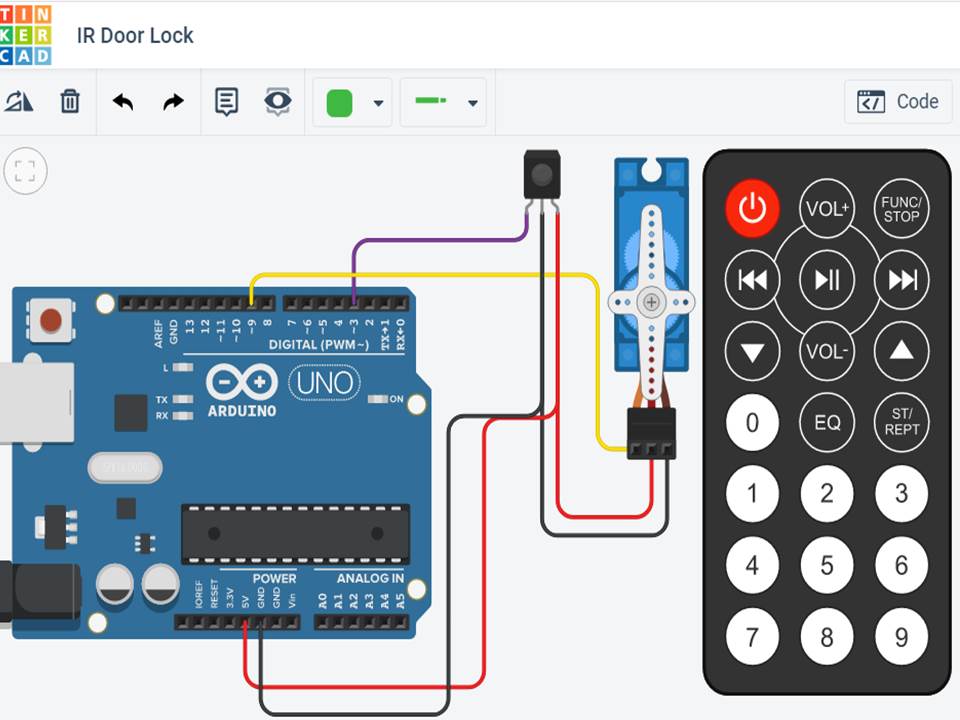 TIN
KER
CAD
IR Door Lock
Code
AREF
GND
13
12
~11
~10
~9
8
7
~6
~5
4
~3
2
TX→1
RX←0
DIGITAL (PWM~)
L
TX
RX
ARDUINO
UNO
ON
IOREF
RESET
3.3V
5V
GND
GND
Vin
POWER
A0
A1
A2
A3
A4
A5
ANALOG IN
VOL+
FUNC/
STOP
VOL-
0
EQ
ST/
REPT
1 2 3
4 5 6
7 8 9